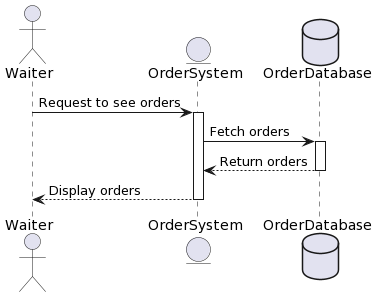 Waiter
OrderSystem
OrderDatabase
Request to see orders
Fetch orders
Return orders
Display orders
Waiter
OrderSystem
OrderDatabase